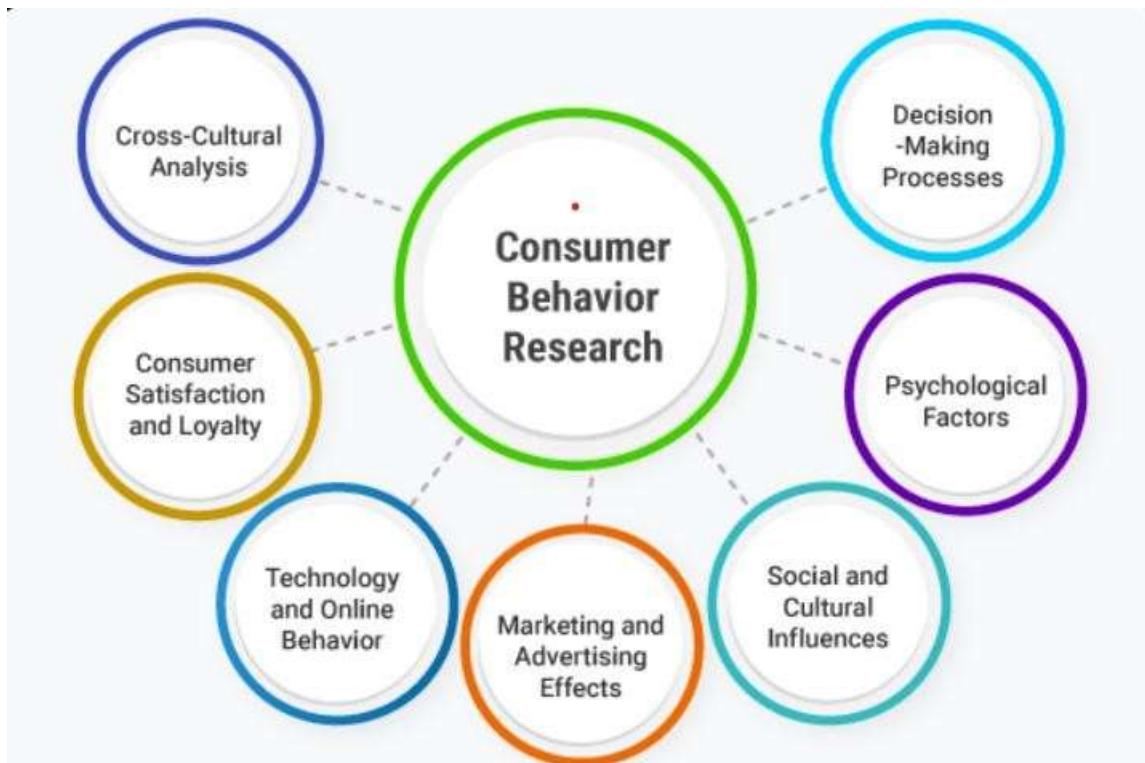 Consumer
Behavior
Research
Cross-Cultural
Analysis
Consumer
Satisfaction
and Loyalty
Technology
and Online
Behavior
Marketing and
Advertising
Effects
Social and
Cultural
Influences
Psychological
Factors
Decision
-Making
Processes